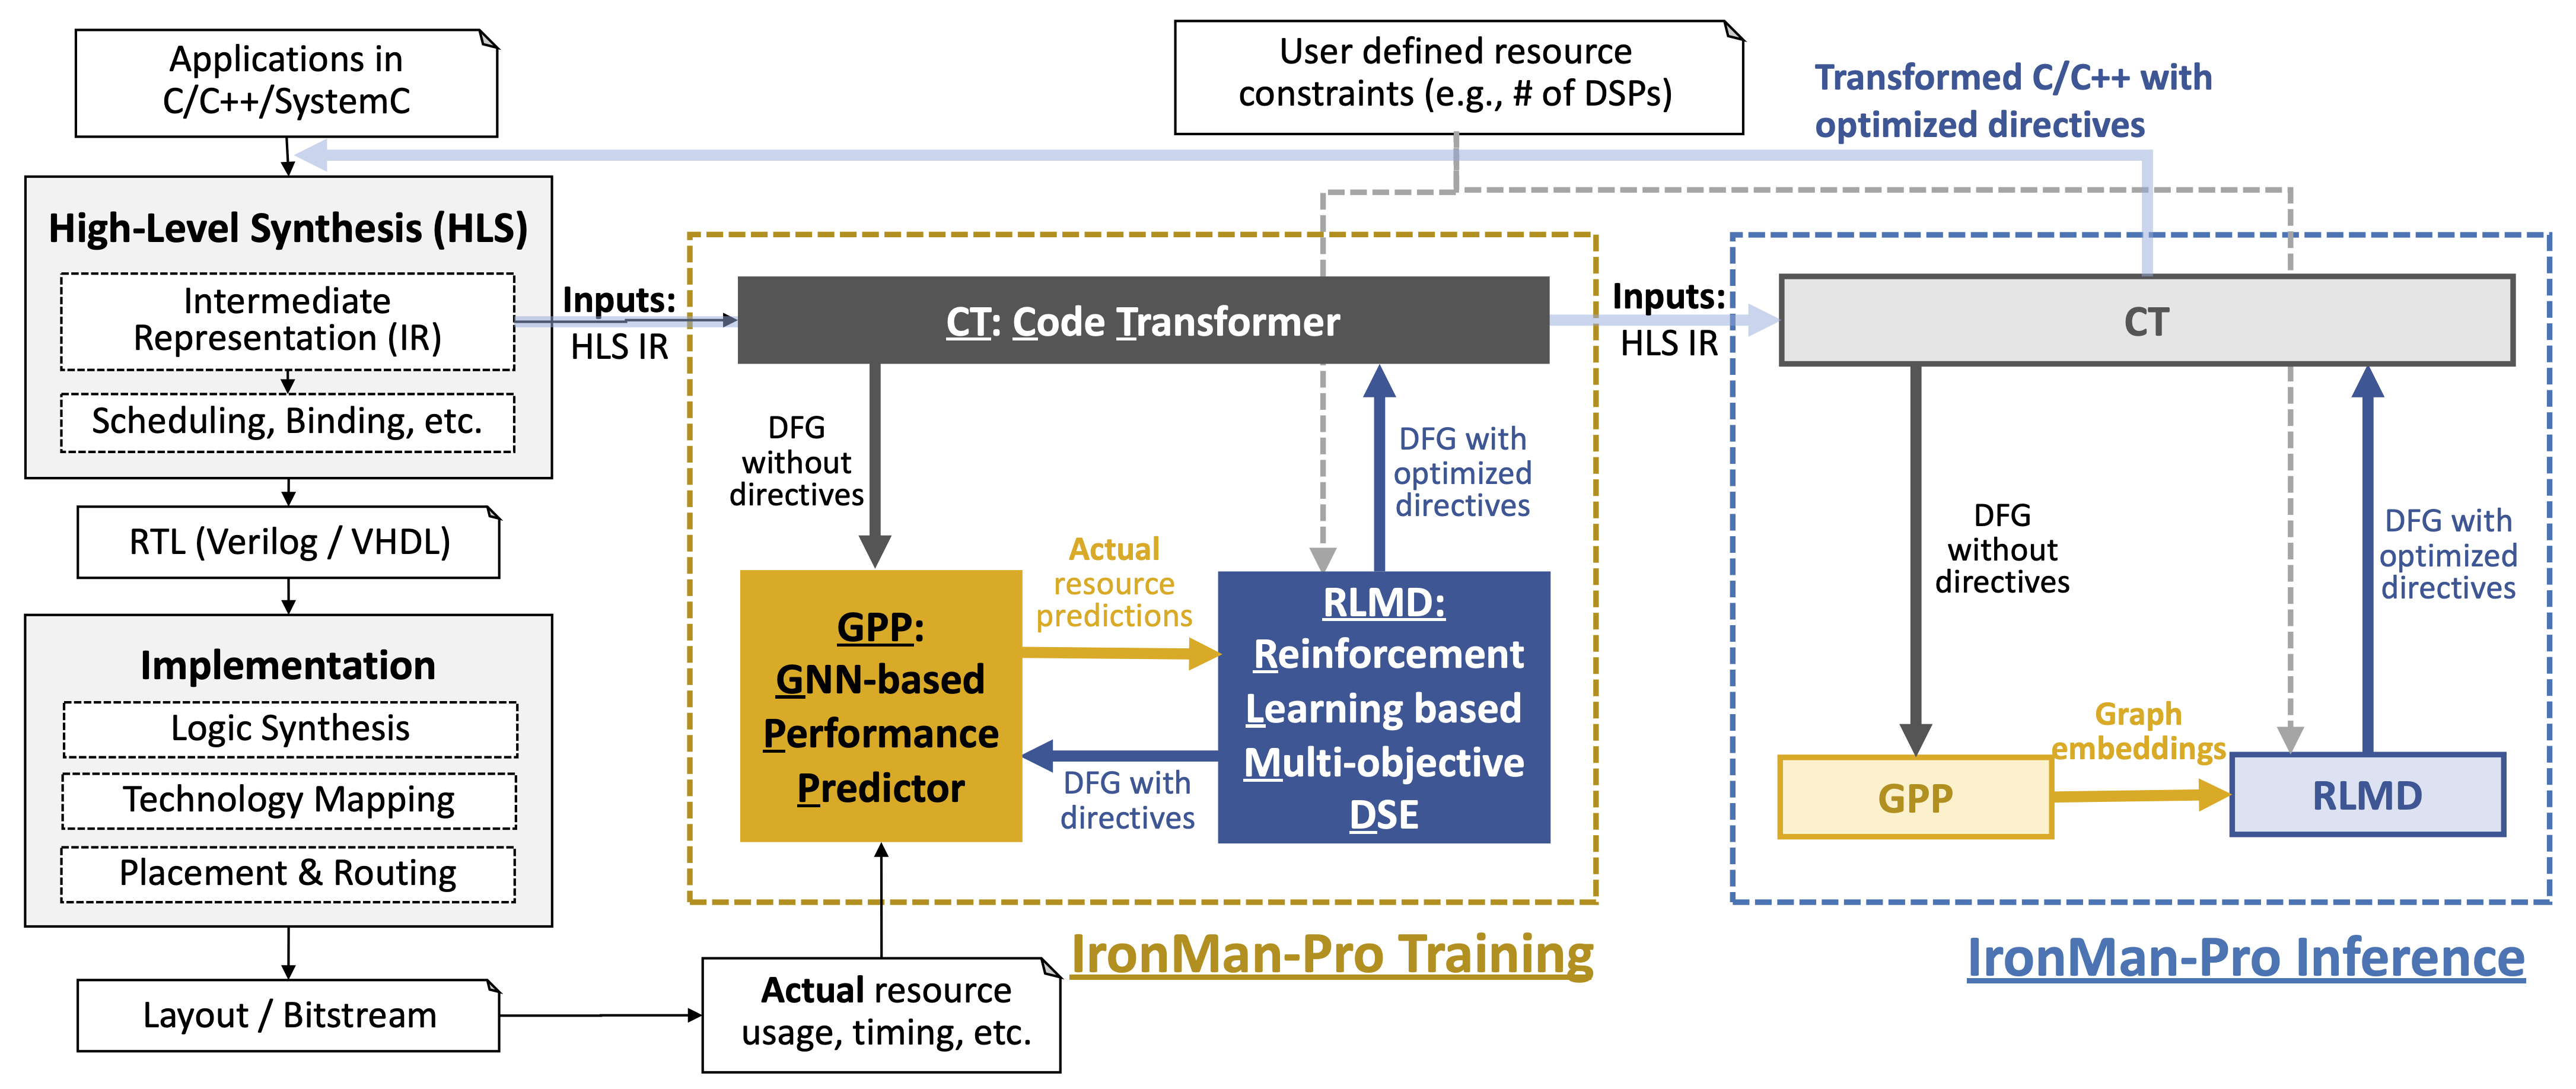 Applications in
C/C++/SystemC
High-Level Synthesis (HLS)
Intermediate
Representation (IR)
Scheduling, Binding, etc.
RTL (Verilog / VHDL)
Implementation
Logic Synthesis
Technology Mapping
Placement & Routing
Layout / Bitstream
Actual resource
usage, timing, etc.
User defined resource
constraints (e.g., # of DSPs)
Transformed C/C++ with
optimized directives
Inputs:
HLS IR
CT: Code Transformer
DFG
without
directives
DFG with
optimized
directives
Actual
resource
predictions
GPP:
GNN-based
Performance
Predictor
RLMD:
Reinforcement
Learning based
Multi-objective
DSE
DFG with
directives
IronMan-Pro Training
Inputs:
HLS IR
CT
DFG
without
directives
DFG with
optimized
directives
Graph
embeddings
GPP
RLMD
IronMan-Pro Inference